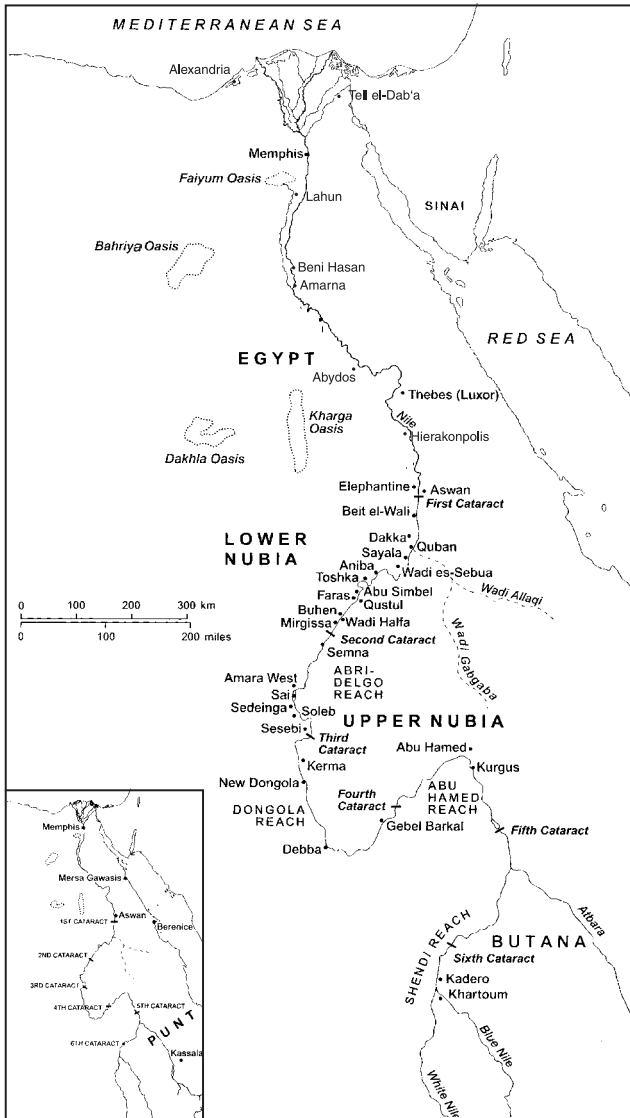 MEDITERRANEAN SEA
Alexandria
Tell el-Dab'a
Memphis
Faiyum Oasis
Lahun
SINAI
Bahriya Oasis
Beni Hasan
Amarna
RED SEA
EGYPT
Abydos
Thebes (Luxor)
Kharga
Oasis
Nile
Hierakonpolis
Dakhla Oasis
Elephantine
Aswan
First Cataract
Beit el-Wali
LOWER
NUBIA
Dakka
Quban
Sayala
Wadi es-Sebua
Aniba
Toshka
Wadi Allaqi
Abu Simbel
Faras
Qustul
Buhen
Wadi Halfa
Mirgissa
Second Cataract
Wadi Gabgaba
Semna
0 100 200 300 km
0 100 200
miles
ABRI-
DELGO
REACH
Amara West
Sai
Sedeinga
Soleb
UPPER NUBIA
Sesebi
Third
Cataract
Abu Hamed
Kerma
Kurgus
New Dongola
Fourth
Cataract
ABU
HAMED
REACH
DONGOLA
REACH
Gebel Barkal
Fifth Cataract
Debba
Atbara
SHENDI REACH
BUTANA
Sixth Cataract
Kadero
Khartoum
Blue Nile
White Nile
Memphis
Mersa Gawasis
Aswan
1ST CATARACT
Berenice
2ND CATARACT
3RD CATARACT
4TH CATARACT
5TH CATARACT
PUNT
6TH CATARACT
Kassala